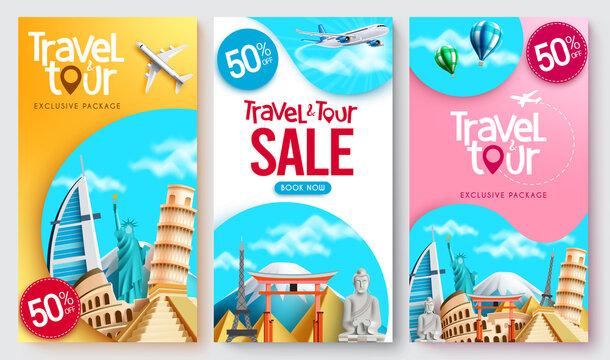 Travel
& tour
EXCLUSIVE PACKAGE
50%
OFF
50%
OFF
Travel & Tour
SALE
BOOK NOW
50%
OFF
Travel
& tour
EXCLUSIVE PACKAGE